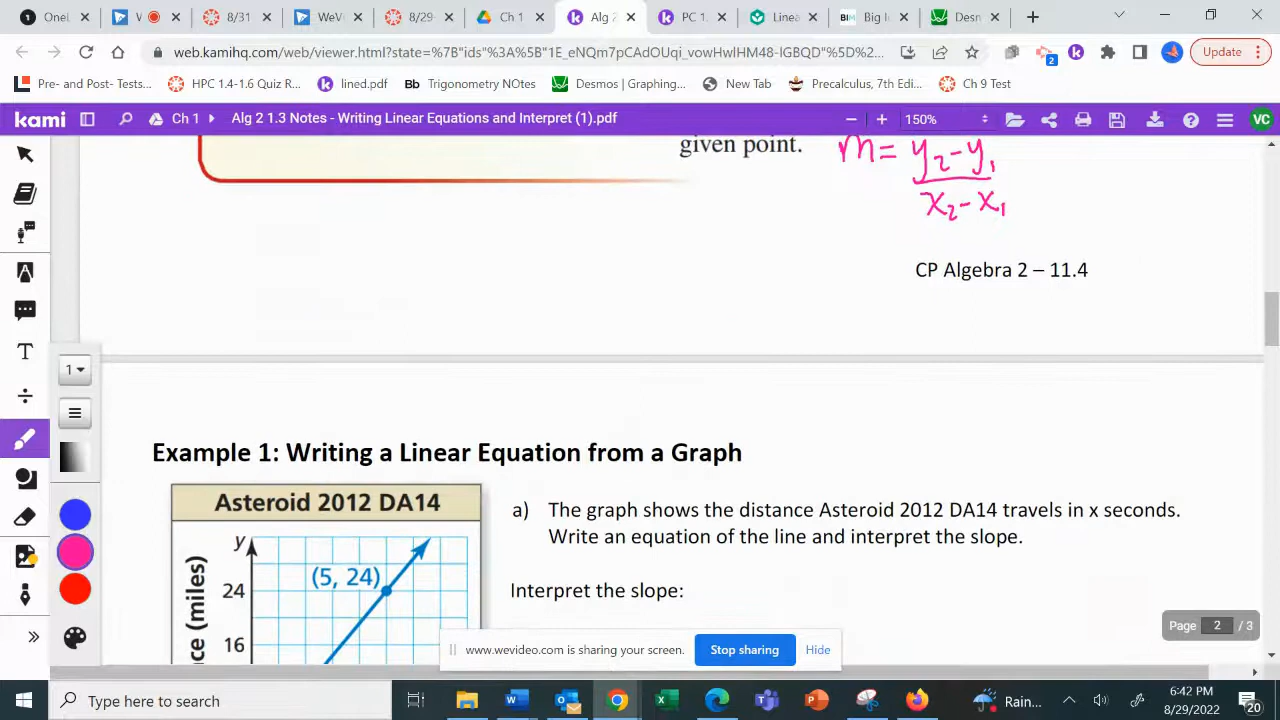 8/31
WeV
8/29
Ch 1
Alg 2
PC 1.
Linea
BIM Big I
Desm
web.kamihq.com/web/viewer.html?state=%7B"ids"%3A%5B"1E_eNQm7pCAdOUqi_vowHwIHM48-IGBQD"%5D%2...
2
Update
Pre- and Post- Tests...
HPC 1.4-1.6 Quiz R...
lined.pdf
Bb Trigonometry NOtes
Desmos | Graphing...
New Tab
Precalculus, 7th Edi...
Ch 9 Test
kami
Ch 1
Alg 2 1.3 Notes - Writing Linear Equations and Interpret (1).pdf
150%
VC
given point.
m = y₂ - y₁
x₂ - x₁
CP Algebra 2 – 11.4
1
Example 1: Writing a Linear Equation from a Graph
Asteroid 2012 DA14
a) The graph shows the distance Asteroid 2012 DA14 travels in x seconds.
Write an equation of the line and interpret the slope.
y
(5, 24)
24
Interpret the slope:
16
ce (miles)
Page 2 / 3
www.wevideo.com is sharing your screen.
Stop sharing
Hide
Type here to search
Rain...
6:42 PM
8/29/2022
20